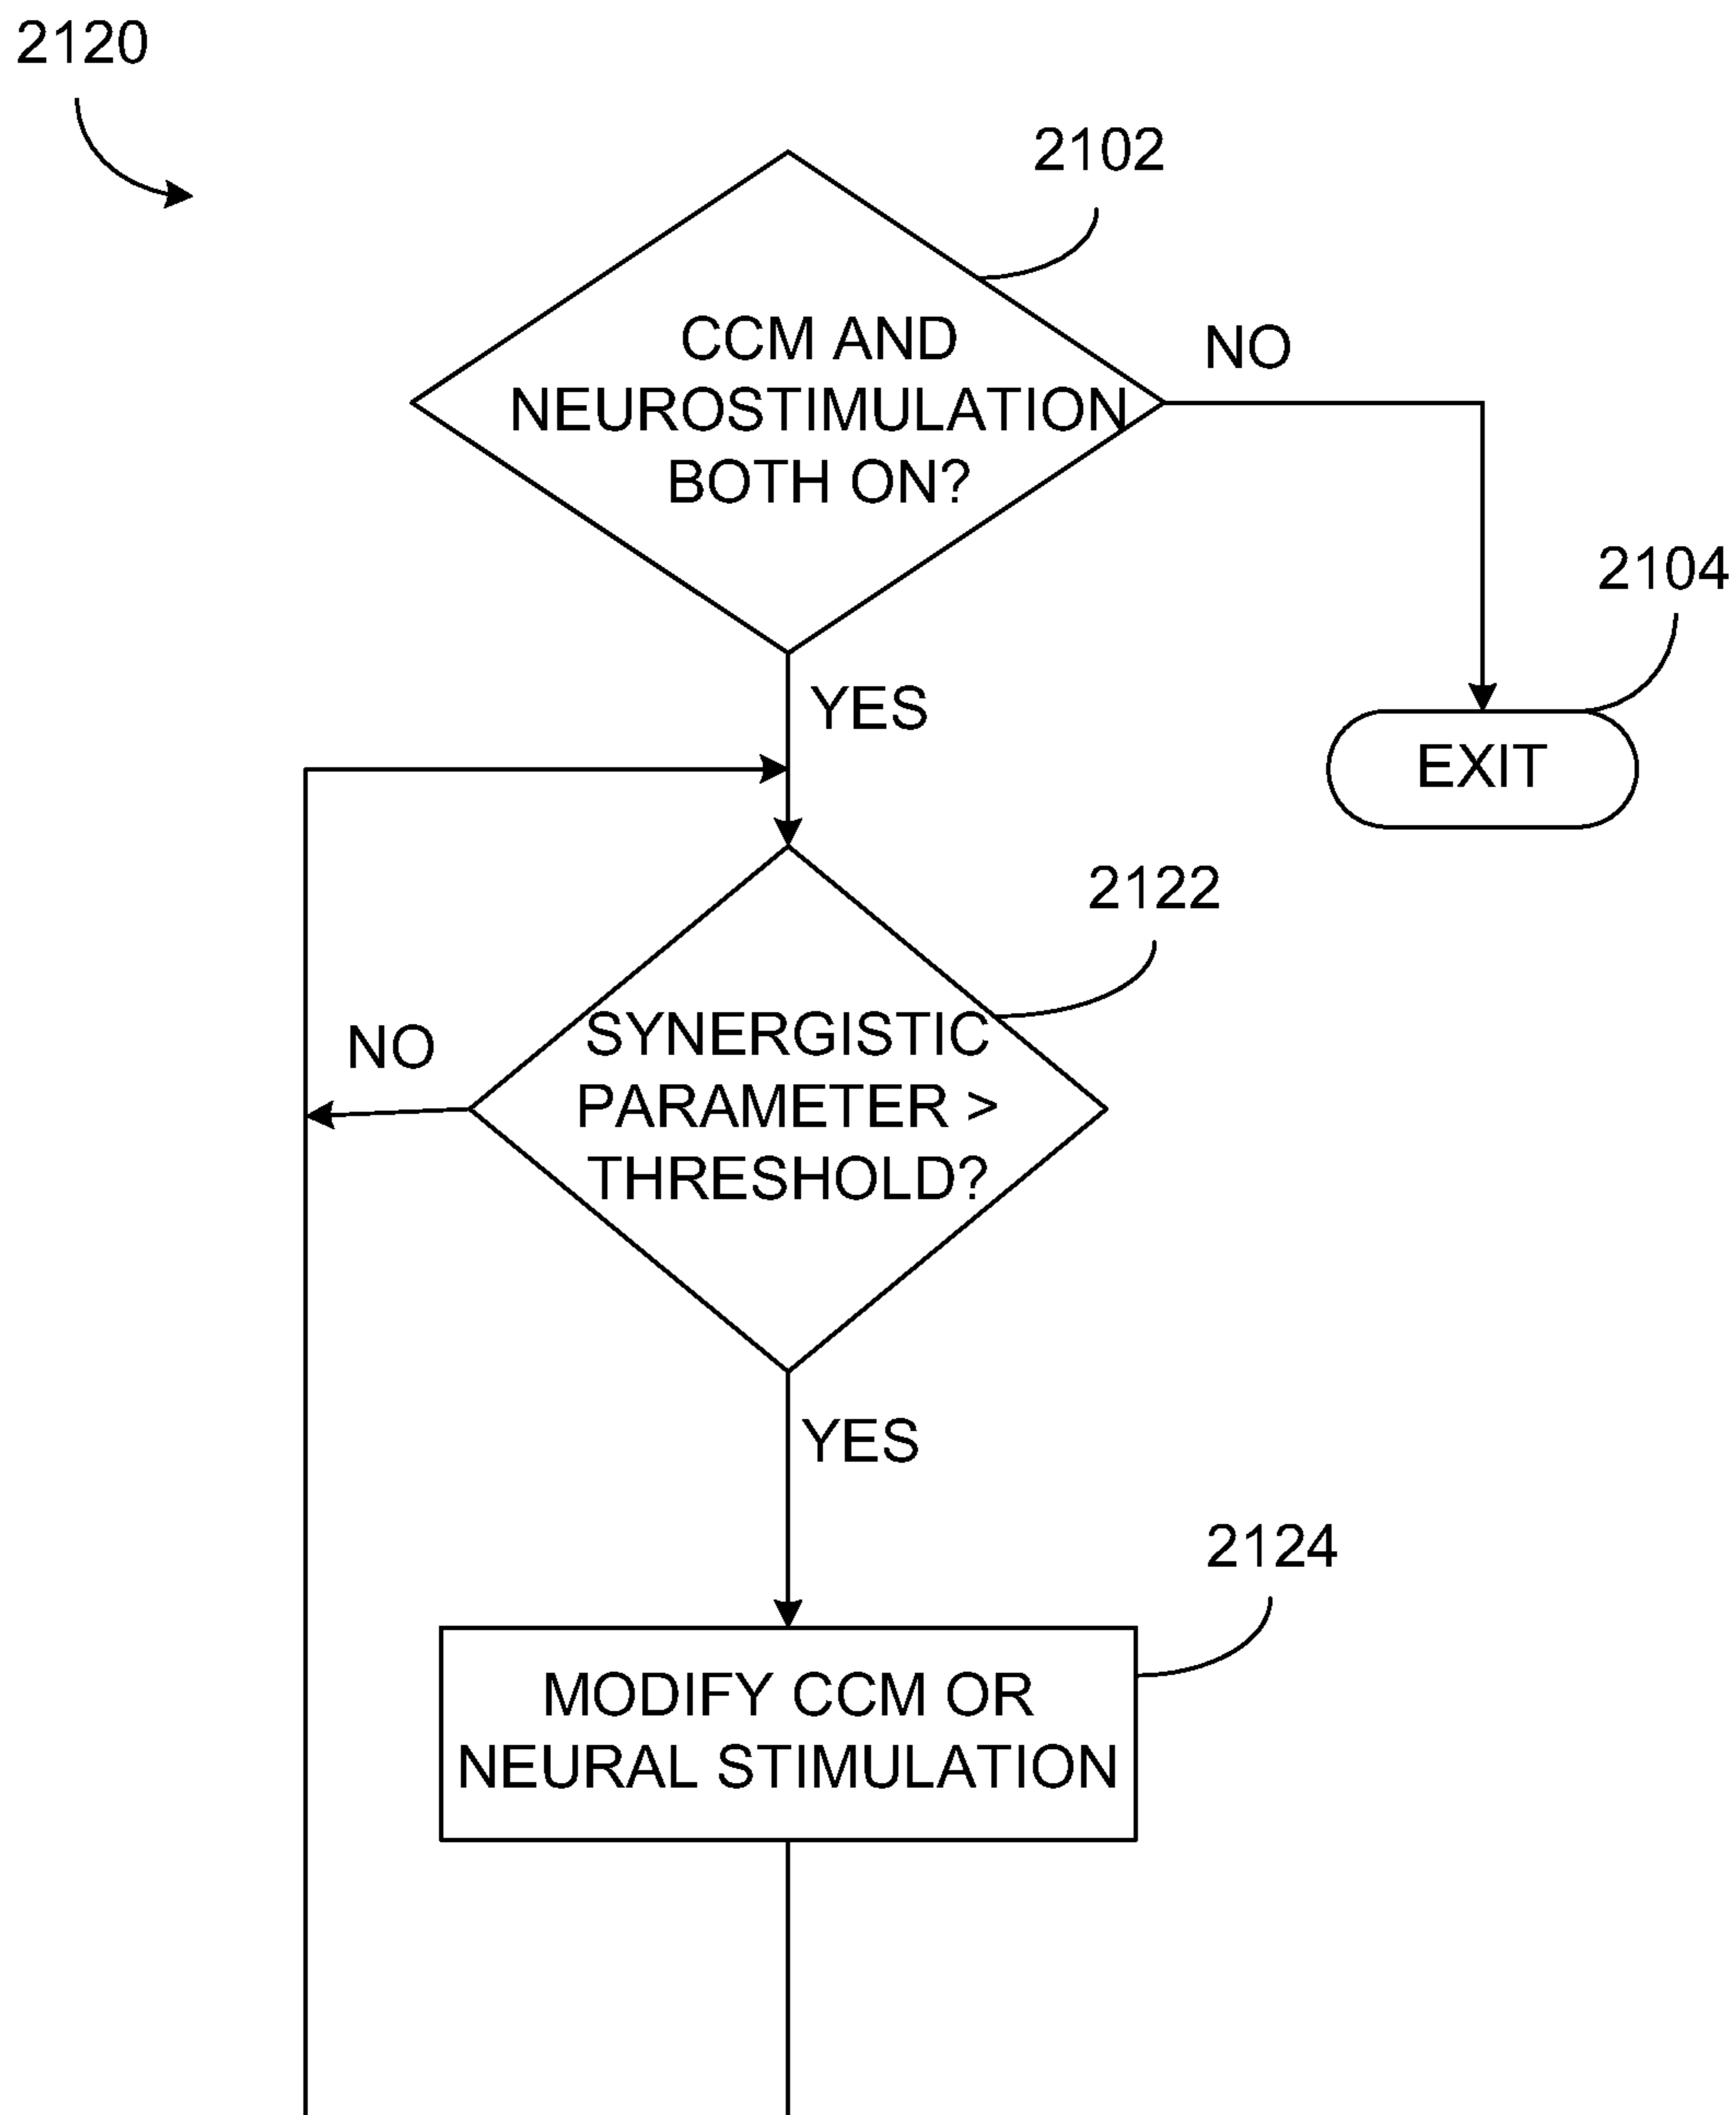 2120
2102
CCM AND
NEUROSTIMULATION
BOTH ON?
NO
2104
YES
EXIT
2122
NO
SYNERGISTIC
PARAMETER >
THRESHOLD?
YES
2124
MODIFY CCM OR
NEURAL STIMULATION